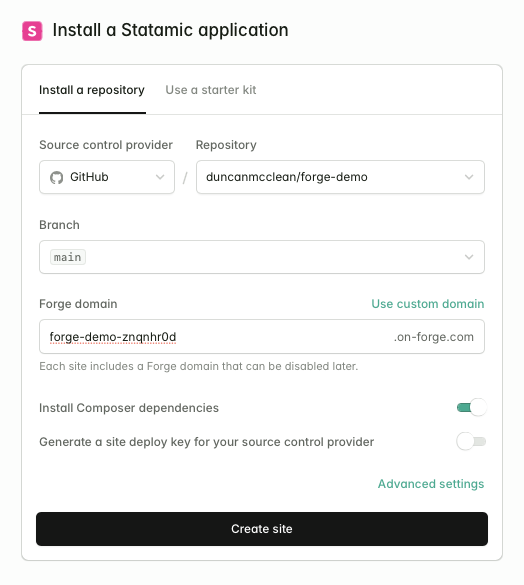 S Install a Statamic application
Install a repository Use a starter kit
Source control provider Repository
GitHub / duncanmcclean/forge-demo
Branch
main
Forge domain Use custom domain
forge-demo-znqnhr0d .on-forge.com
Each site includes a Forge domain that can be disabled later.
Install Composer dependencies
Generate a site deploy key for your source control provider
Advanced settings
Create site